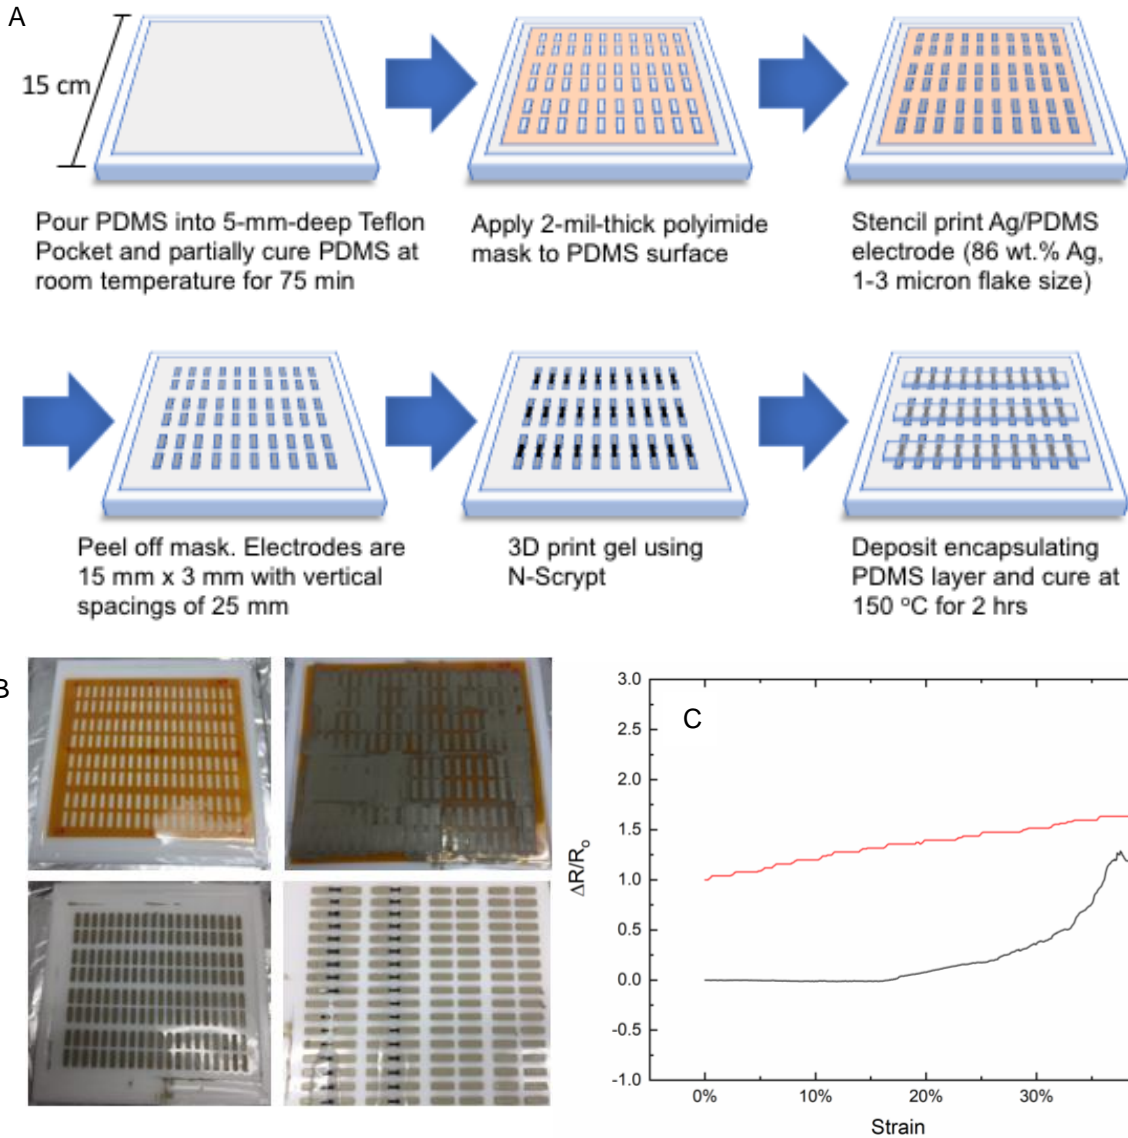 A
15 cm
Pour PDMS into 5-mm-deep Teflon
Pocket and partially cure PDMS at
room temperature for 75 min
Apply 2-mil-thick polyimide
mask to PDMS surface
Stencil print Ag/PDMS
electrode (86 wt.% Ag,
1-3 micron flake size)
Peel off mask. Electrodes are
15 mm x 3 mm with vertical
spacings of 25 mm
3D print gel using
N-Scrypt
Deposit encapsulating
PDMS layer and cure at
150 °C for 2 hrs
B
C
3.0
2.5
2.0
1.5
1.0
0.5
0.0
-0.5
-1.0
ΔR/R₀
0% 10% 20% 30%
Strain